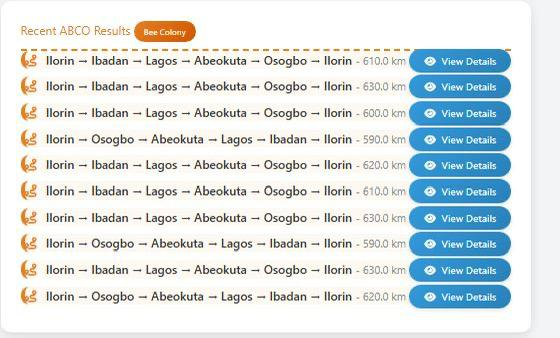 Recent ABCO Results Bee Colony
Ilorin → Ibadan → Lagos → Abeokuta → Osogbo → Ilorin - 610.0 km View Details
Ilorin → Ibadan → Lagos → Abeokuta → Osogbo → Ilorin - 630.0 km View Details
Ilorin → Ibadan → Lagos → Abeokuta → Osogbo → Ilorin - 600.0 km View Details
Ilorin → Osogbo → Abeokuta → Lagos → Ibadan → Ilorin - 590.0 km View Details
Ilorin → Ibadan → Lagos → Abeokuta → Osogbo → Ilorin - 620.0 km View Details
Ilorin → Ibadan → Lagos → Abeokuta → Osogbo → Ilorin - 610.0 km View Details
Ilorin → Ibadan → Lagos → Abeokuta → Osogbo → Ilorin - 630.0 km View Details
Ilorin → Osogbo → Abeokuta → Lagos → Ibadan → Ilorin - 590.0 km View Details
Ilorin → Ibadan → Lagos → Abeokuta → Osogbo → Ilorin - 630.0 km View Details
Ilorin → Osogbo → Abeokuta → Lagos → Ibadan → Ilorin - 620.0 km View Details